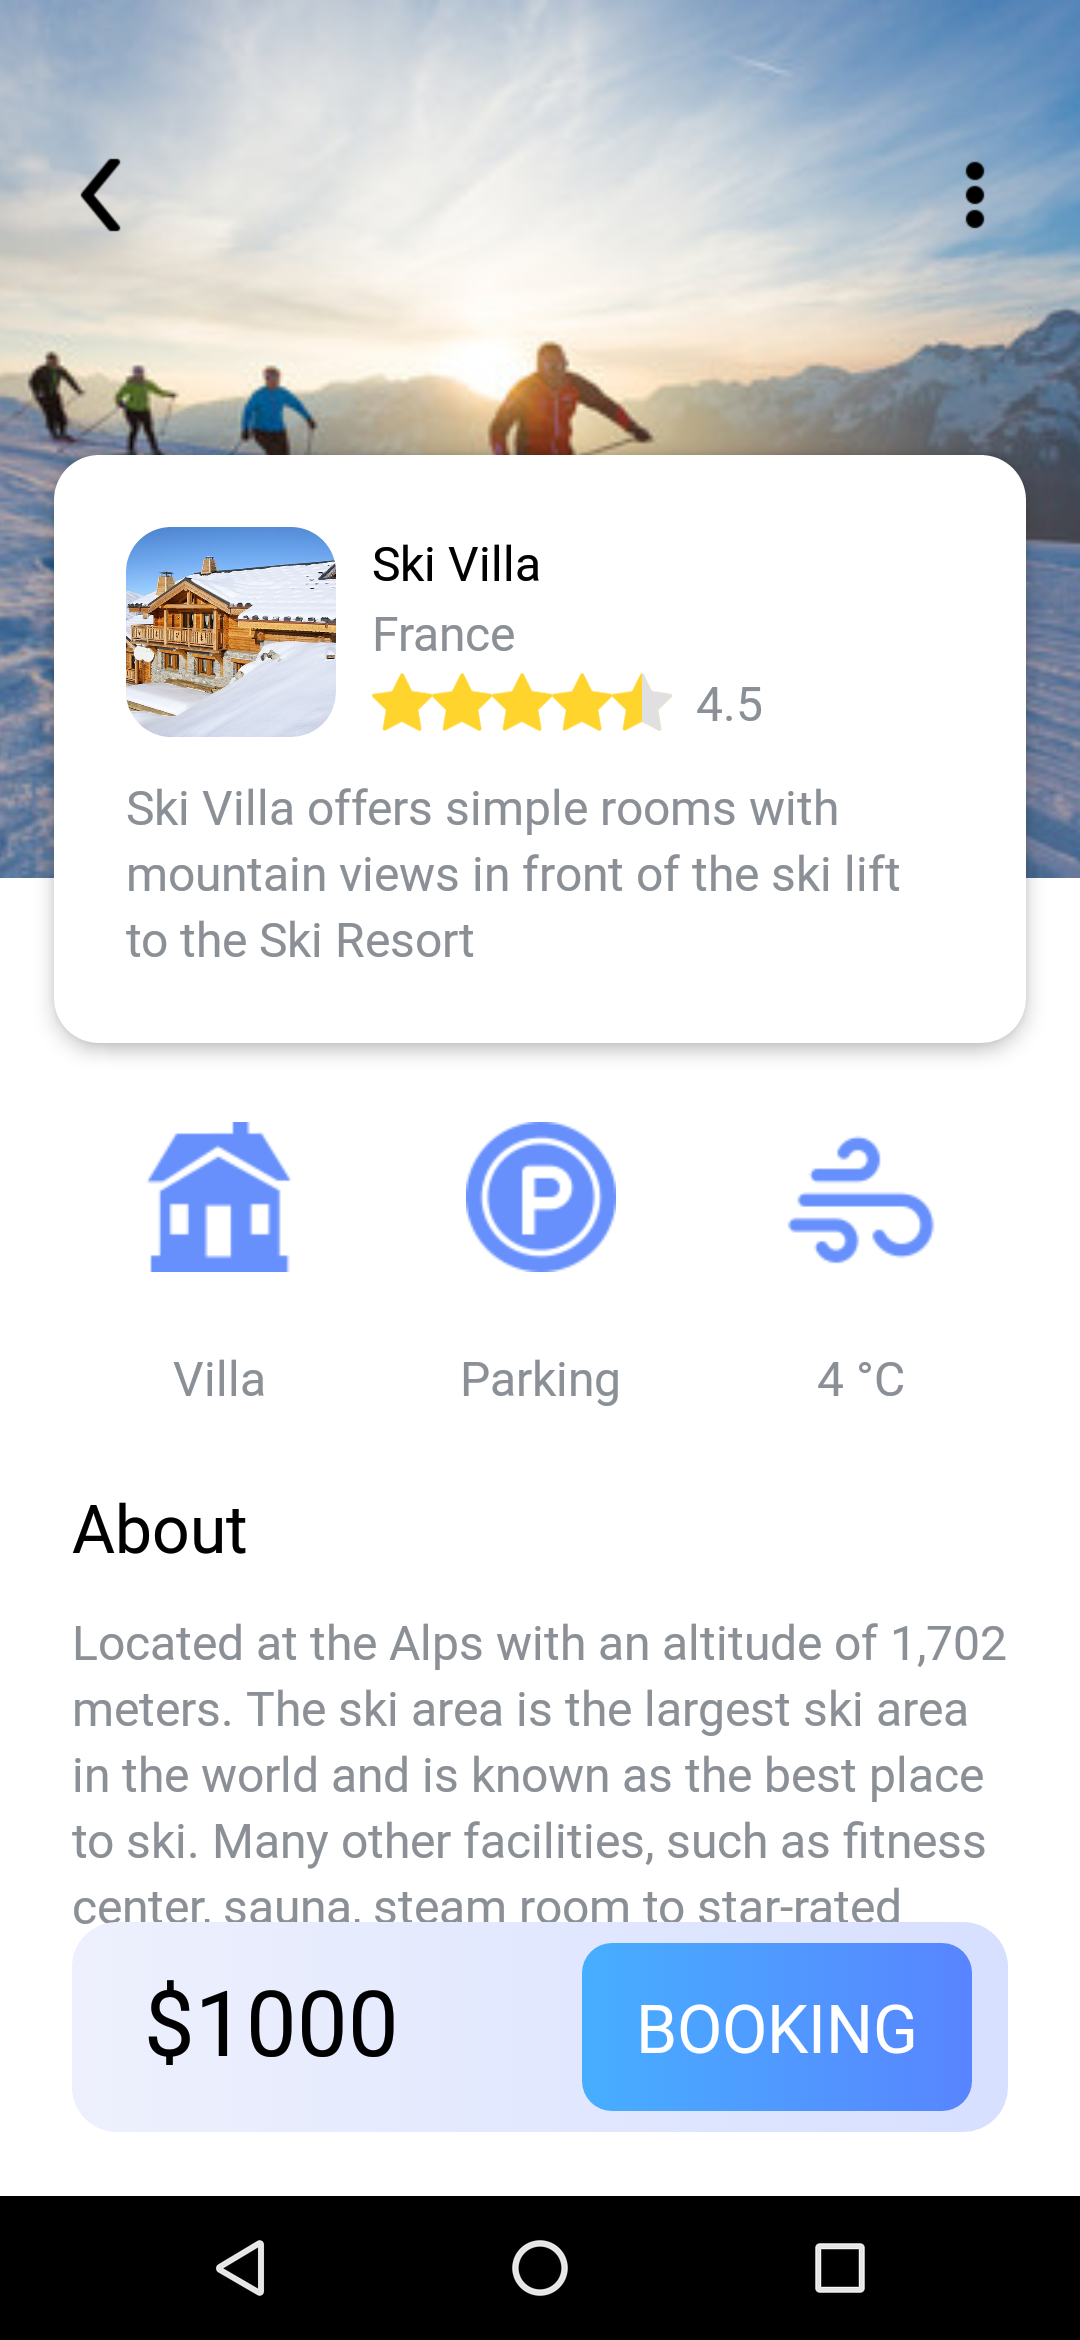 Ski Villa
France
4.5
Ski Villa offers simple rooms with
mountain views in front of the ski lift
to the Ski Resort
P
Villa
Parking
4 °C
About
Located at the Alps with an altitude of 1,702
meters. The ski area is the largest ski area
in the world and is known as the best place
to ski. Many other facilities, such as fitness
center, sauna, steam room to star-rated
$1000
BOOKING